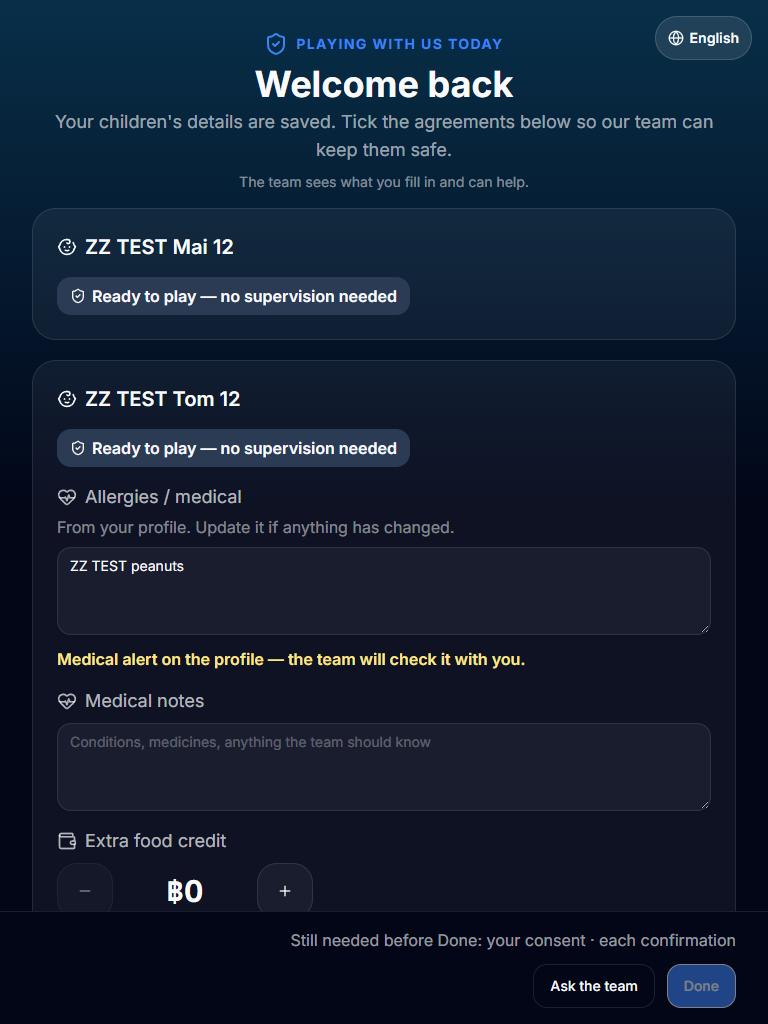 English
PLAYING WITH US TODAY
Welcome back
Your children's details are saved. Tick the agreements below so our team can
keep them safe.
The team sees what you fill in and can help.
ZZ TEST Mai 12
Ready to play — no supervision needed
ZZ TEST Tom 12
Ready to play — no supervision needed
Allergies / medical
From your profile. Update it if anything has changed.
ZZ TEST peanuts
Medical alert on the profile — the team will check it with you.
Medical notes
Conditions, medicines, anything the team should know
Extra food credit
− ฿0 +
Still needed before Done: your consent · each confirmation
Ask the team Done